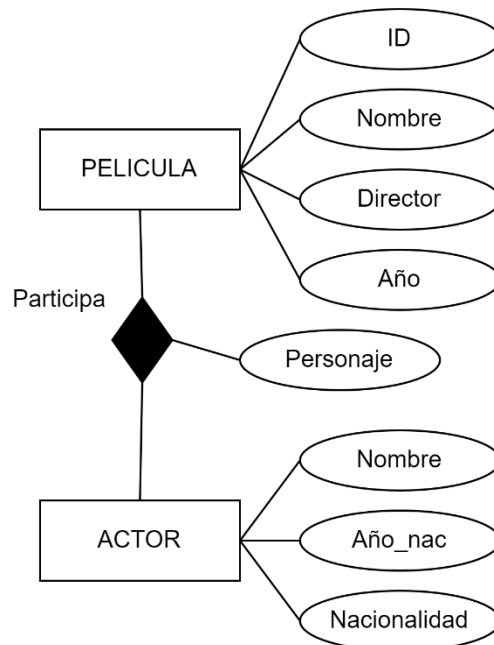 ID
Nombre
PELICULA
Director
Año
Participa
Personaje
Nombre
ACTOR
Año_nac
Nacionalidad